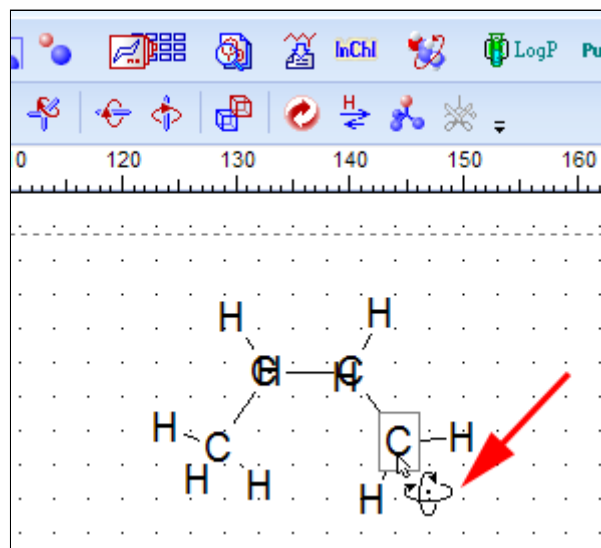 InChI LogP Pu
H
0 120 130 140 150 160
H H
C H H C
H C C H
H H H